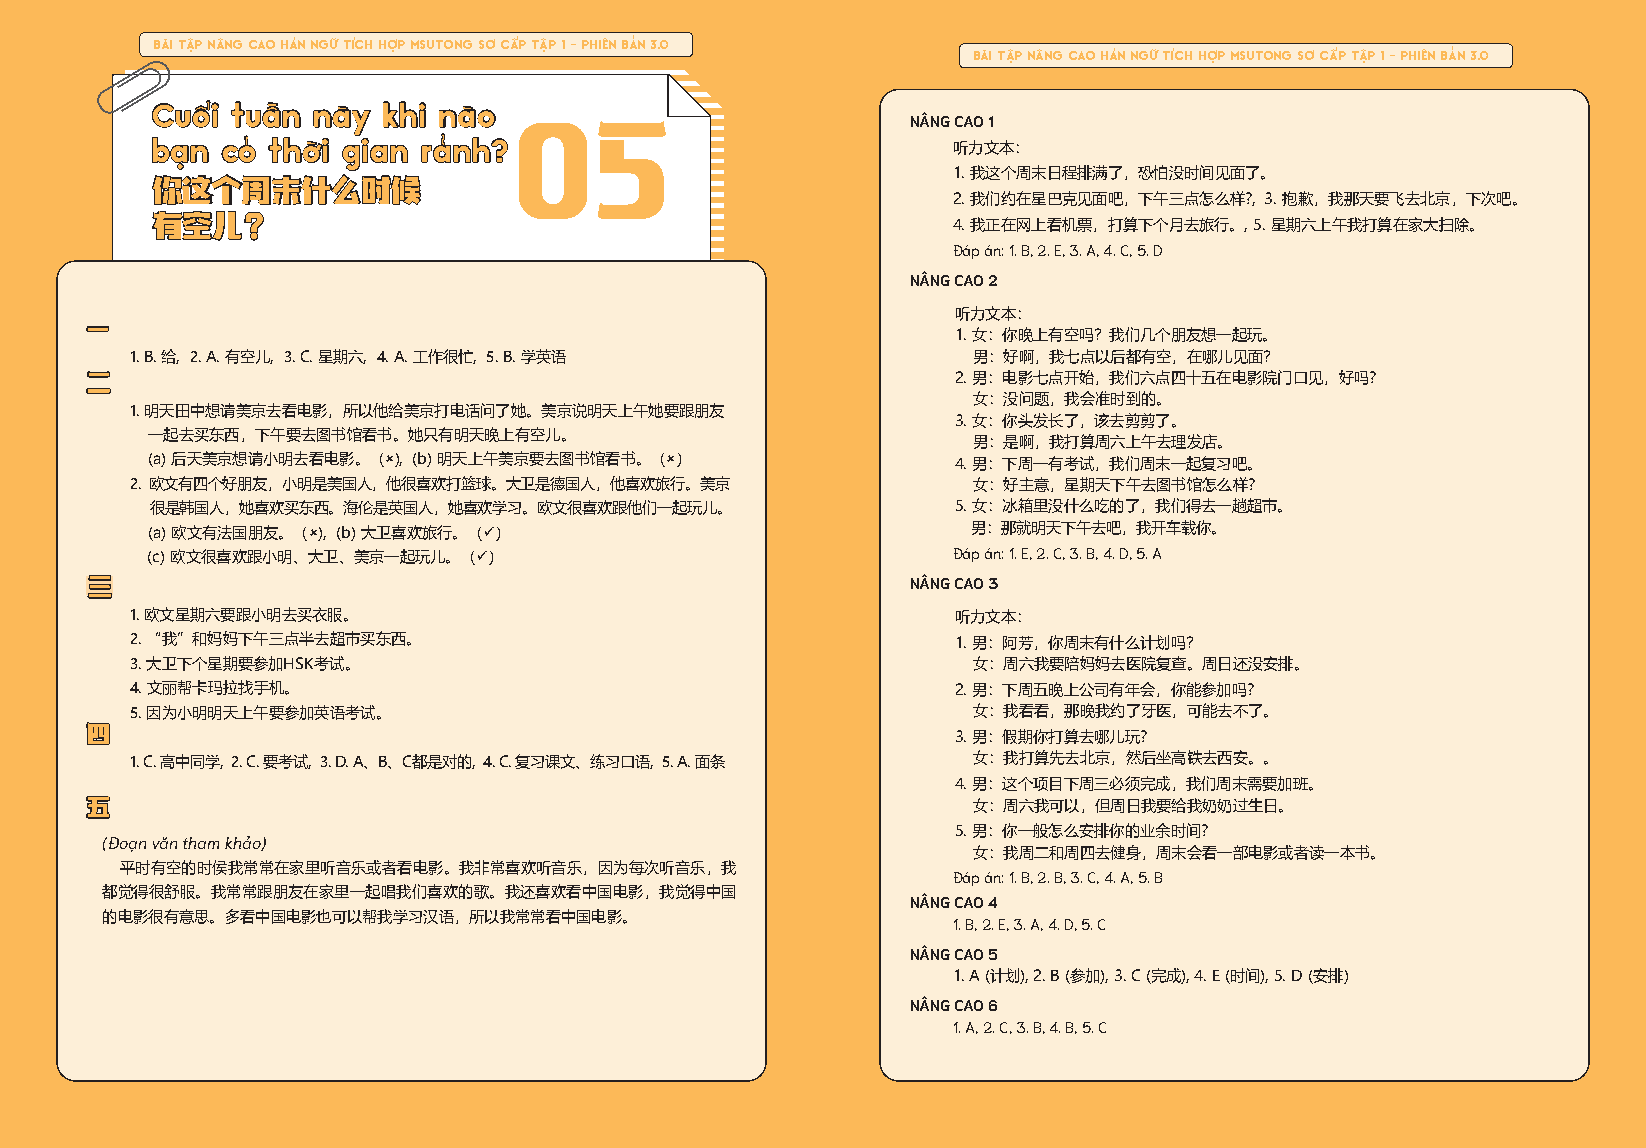 BÀI TẬP NÂNG CAO HÁN NGỮ TÍCH HỢP MSUTONG SƠ CẤP TẬP 1 - PHIÊN BẢN 3.0
Cuối tuần này khi nào
bạn có thời gian rảnh?
你这个周末什么时候
有空儿？
05
一
1. B. 给, 2. A. 有空儿, 3. C. 星期六, 4. A. 工作很忙, 5. B. 学英语
二
1. 明天田中想请美京去看电影，所以他给美京打电话问了她。美京说明天上午她要跟朋友
一起去买东西，下午要去图书馆看书。她只有明天晚上有空儿。
(a) 后天美京想请小明去看电影。（×), (b) 明天上午美京要去图书馆看书。（×）
2. 欧文有四个好朋友，小明是美国人，他很喜欢打篮球。大卫是德国人，他喜欢旅行。美京
很是韩国人，她喜欢买东西。海伦是英国人，她喜欢学习。欧文很喜欢跟他们一起玩儿。
(a) 欧文有法国朋友。（×), (b) 大卫喜欢旅行。（✓）
(c) 欧文很喜欢跟小明、大卫、美京一起玩儿。（✓）
三
1. 欧文星期六要跟小明去买衣服。
2. “我”和妈妈下午三点半去超市买东西。
3. 大卫下个星期要参加HSK考试。
4. 文丽帮卡玛拉找手机。
5. 因为小明明天上午要参加英语考试。
四
1. C. 高中同学, 2. C. 要考试, 3. D. A、B、C都是对的, 4. C. 复习课文、练习口语, 5. A. 面条
五
(Đoạn văn tham khảo)
平时有空的时侯我常常在家里听音乐或者看电影。我非常喜欢听音乐，因为每次听音乐，我
都觉得很舒服。我常常跟朋友在家里一起唱我们喜欢的歌。我还喜欢看中国电影，我觉得中国
的电影很有意思。多看中国电影也可以帮我学习汉语，所以我常常看中国电影。
BÀI TẬP NÂNG CAO HÁN NGỮ TÍCH HỢP MSUTONG SƠ CẤP TẬP 1 - PHIÊN BẢN 3.0
NÂNG CAO 1
听力文本：
1. 我这个周末日程排满了，恐怕没时间见面了。
2. 我们约在星巴克见面吧，下午三点怎么样?, 3. 抱歉，我那天要飞去北京，下次吧。
4. 我正在网上看机票，打算下个月去旅行。, 5. 星期六上午我打算在家大扫除。
Đáp án: 1. B, 2. E, 3. A, 4. C, 5. D
NÂNG CAO 2
听力文本：
1. 女：你晚上有空吗？我们几个朋友想一起玩。
男：好啊，我七点以后都有空，在哪儿见面?
2. 男：电影七点开始，我们六点四十五在电影院门口见，好吗?
女：没问题，我会准时到的。
3. 女：你头发长了，该去剪剪了。
男：是啊，我打算周六上午去理发店。
4. 男：下周一有考试，我们周末一起复习吧。
女：好主意，星期天下午去图书馆怎么样?
5. 女：冰箱里没什么吃的了，我们得去一趟超市。
男：那就明天下午去吧，我开车载你。
Đáp án: 1. E, 2. C, 3. B, 4. D, 5. A
NÂNG CAO 3
听力文本：
1. 男：阿芳，你周末有什么计划吗?
女：周六我要陪妈妈去医院复查。周日还没安排。
2. 男：下周五晚上公司有年会，你能参加吗?
女：我看看，那晚我约了牙医，可能去不了。
3. 男：假期你打算去哪儿玩?
女：我打算先去北京，然后坐高铁去西安。。
4. 男：这个项目下周三必须完成，我们周末需要加班。
女：周六我可以，但周日我要给我奶奶过生日。
5. 男：你一般怎么安排你的业余时间?
女：我周二和周四去健身，周末会看一部电影或者读一本书。
Đáp án: 1. B, 2. B, 3. C, 4. A, 5. B
NÂNG CAO 4
1. B, 2. E, 3. A, 4. D, 5. C
NÂNG CAO 5
1. A (计划), 2. B (参加), 3. C (完成), 4. E (时间), 5. D (安排)
NÂNG CAO 6
1. A, 2. C, 3. B, 4. B, 5. C